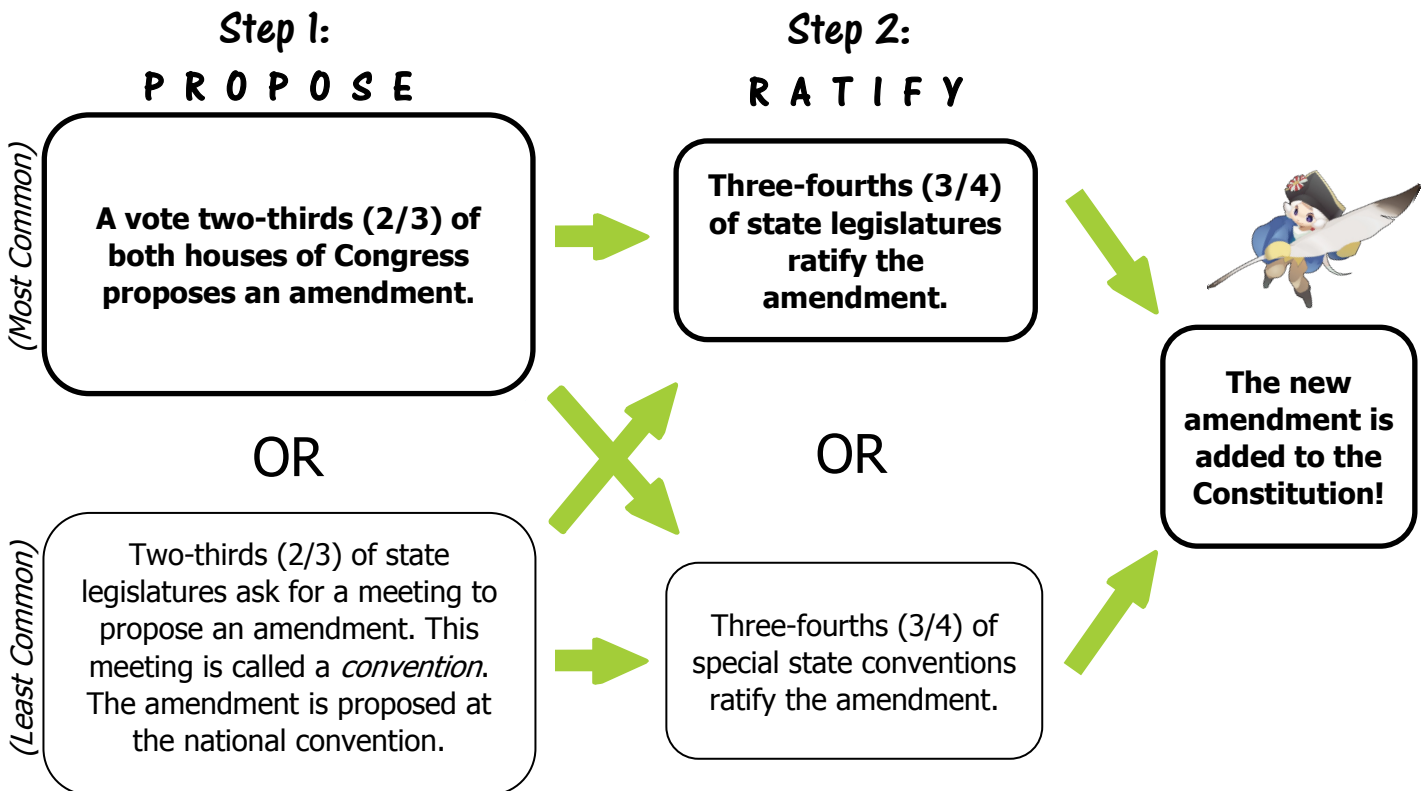 Step 1:
PROPOSE
Step 2:
RATIFY
(Most Common)
A vote two-thirds (2/3) of
both houses of Congress
proposes an amendment.
Three-fourths (3/4)
of state legislatures
ratify the
amendment.
OR
OR
The new
amendment is
added to the
Constitution!
(Least Common)
Two-thirds (2/3) of state
legislatures ask for a meeting to
propose an amendment. This
meeting is called a convention.
The amendment is proposed at
the national convention.
Three-fourths (3/4) of
special state conventions
ratify the amendment.